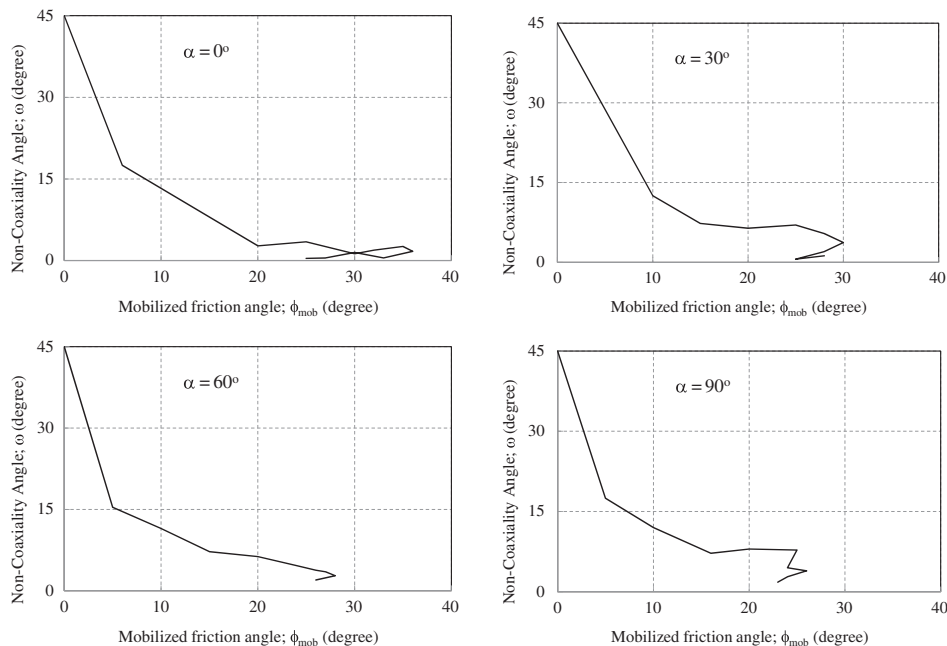 45
30
15
0
Non-Coaxiality Angle; ω (degree)
α = 0°
0 10 20 30 40
Mobilized friction angle; ϕmob (degree)
45
30
15
0
Non-Coaxiality Angle; ω (degree)
α = 30°
0 10 20 30 40
Mobilized friction angle; ϕmob (degree)
45
30
15
0
Non-Coaxiality Angle; ω (degree)
α = 60°
0 10 20 30 40
Mobilized friction angle; ϕmob (degree)
45
30
15
0
Non-Coaxiality Angle; ω (degree)
α = 90°
0 10 20 30 40
Mobilized friction angle; ϕmob (degree)